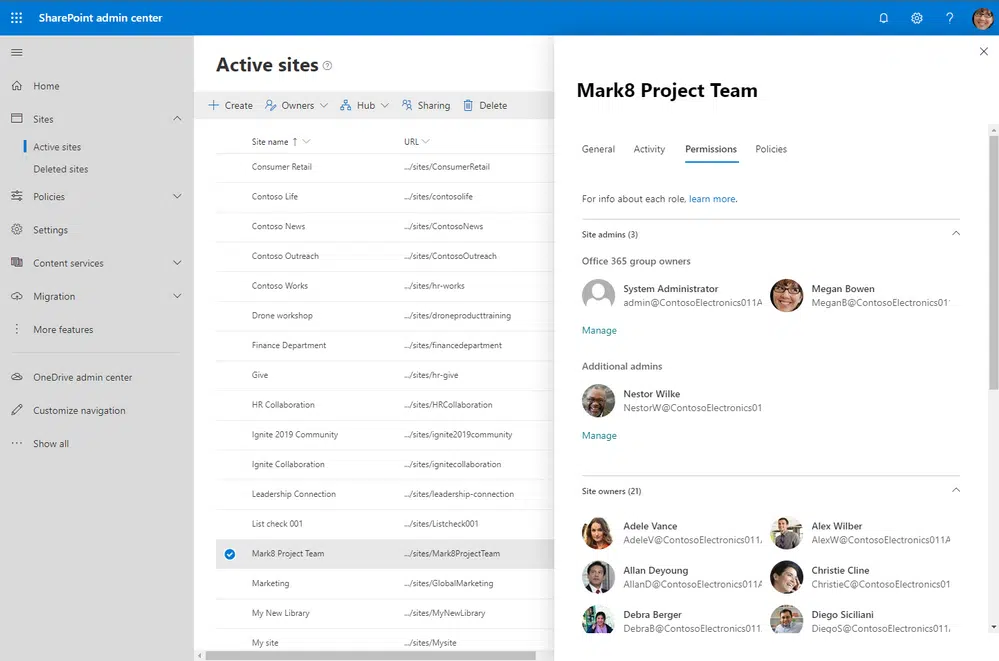 SharePoint admin center
Home
Sites
Active sites
Deleted sites
Policies
Settings
Content services
Migration
More features
OneDrive admin center
Customize navigation
Show all
Active sites
Create Owners Hub Sharing Delete
Site name ↑ URL
Consumer Retail .../sites/ConsumerRetail
Contoso Life .../sites/contosolife
Contoso News .../sites/ContosoNews
Contoso Outreach .../sites/ContosoOutreach
Contoso Works .../sites/hr-works
Drone workshop .../sites/droneproducttraining
Finance Department .../sites/financedepartment
Give .../sites/hr-give
HR Collaboration .../sites/HRCollaboration
Ignite 2019 Community .../sites/ignite2019community
Ignite Collaboration .../sites/ignitecollaboration
Leadership Connection .../sites/leadership-connection
List check 001 .../sites/Listcheck001
Mark8 Project Team .../sites/Mark8ProjectTeam
Marketing .../sites/GlobalMarketing
My New Library .../sites/MyNewLibrary
My site .../sites/Mysite
Mark8 Project Team
General Activity Permissions Policies
For info about each role, learn more.
Site admins (3)
Office 365 group owners
System Administrator Megan Bowen
admin@ContosoElectronics011A MeganB@ContosoElectronics01
Manage
Additional admins
Nestor Wilke
NestorW@ContosoElectronics01
Manage
Site owners (21)
Adele Vance Alex Wilber
AdeleV@ContosoElectronics011 AlexW@ContosoElectronics011A
Allan Deyoung Christie Cline
AllanD@ContosoElectronics011A ChristieC@ContosoElectronics01
Debra Berger Diego Siciliani
DebraB@ContosoElectronics011 DiegoS@ContosoElectronics011